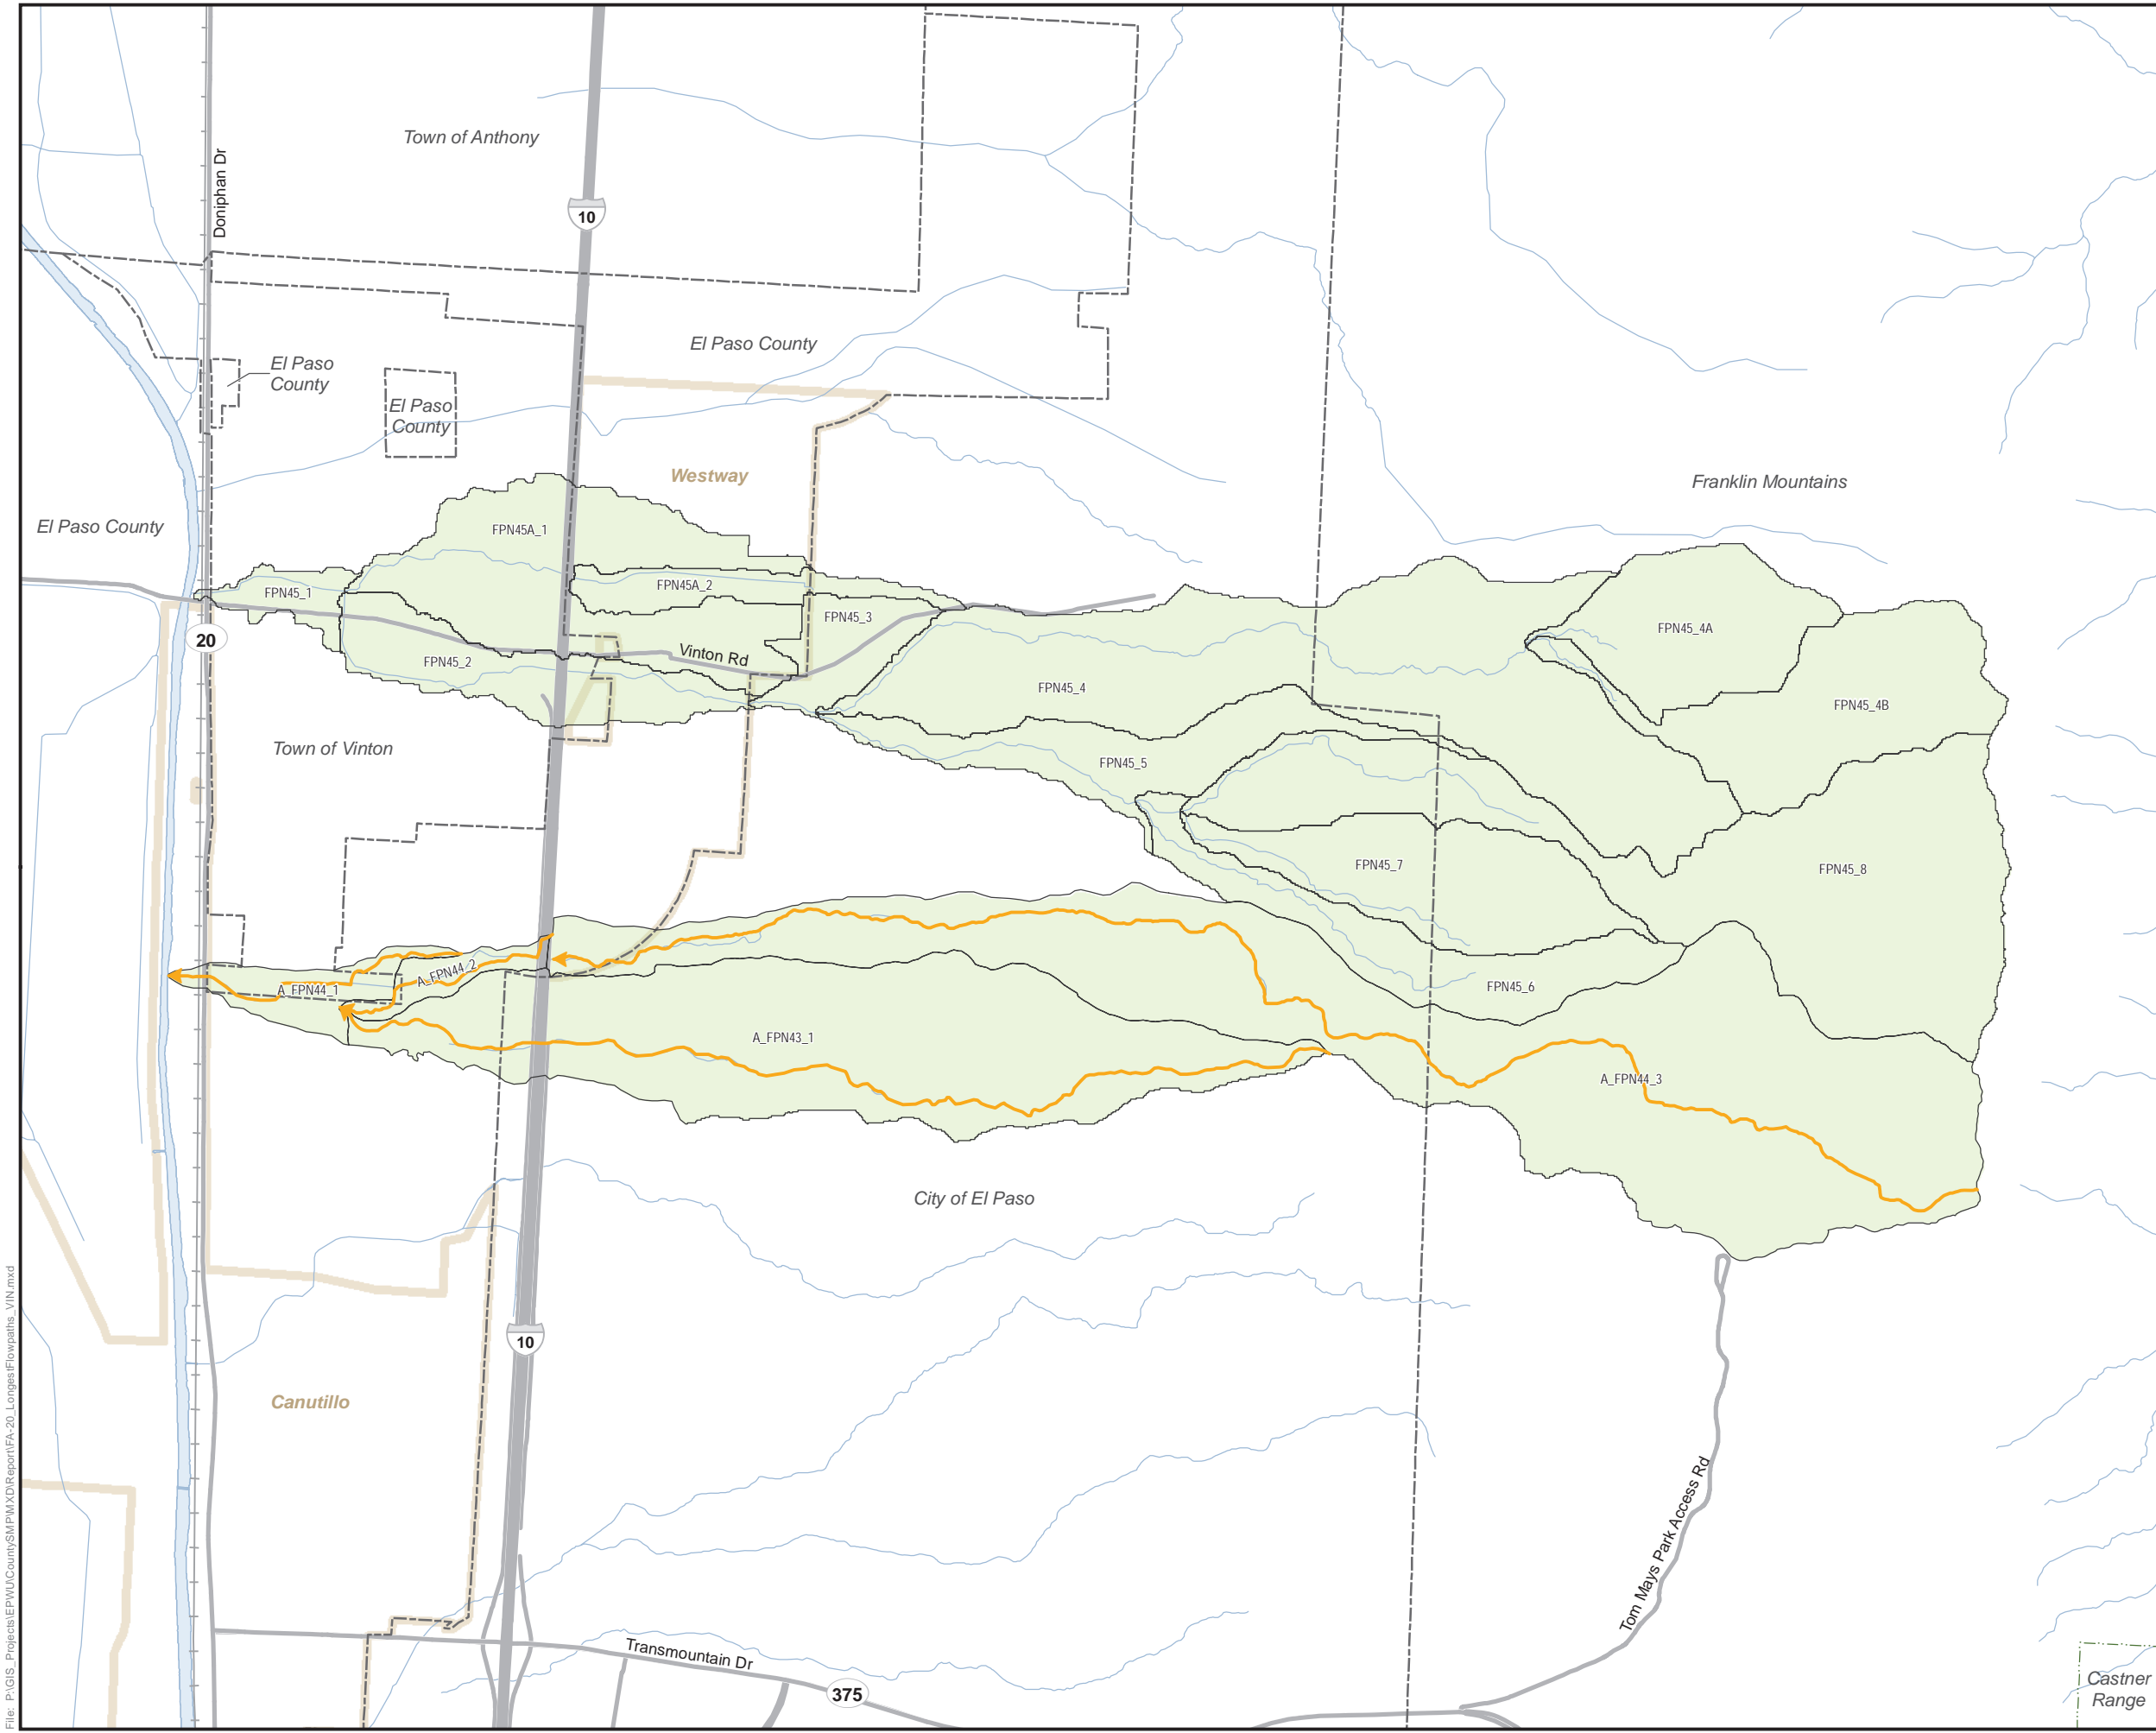 Town of Anthony
Doniphan Dr
10
El Paso County
El Paso
County
El Paso
County
Westway
Franklin Mountains
El Paso County
FPN45A_1
FPN45A_2
FPN45_1
FPN45_3
FPN45_4A
20
Vinton Rd
FPN45_2
FPN45_4
FPN45_4B
Town of Vinton
FPN45_5
FPN45_7
FPN45_8
A_FPN44_2
A_FPN44_1
FPN45_6
A_FPN43_1
A_FPN44_3
City of El Paso
10
Canutillo
Tom Mays Park Access Rd
Transmountain Dr
375
Castner
Range
File: P:\GIS_Projects\EPWU\CountySMP\MXD\Report\FA-20_LongestFlowpaths_VIN.mxd